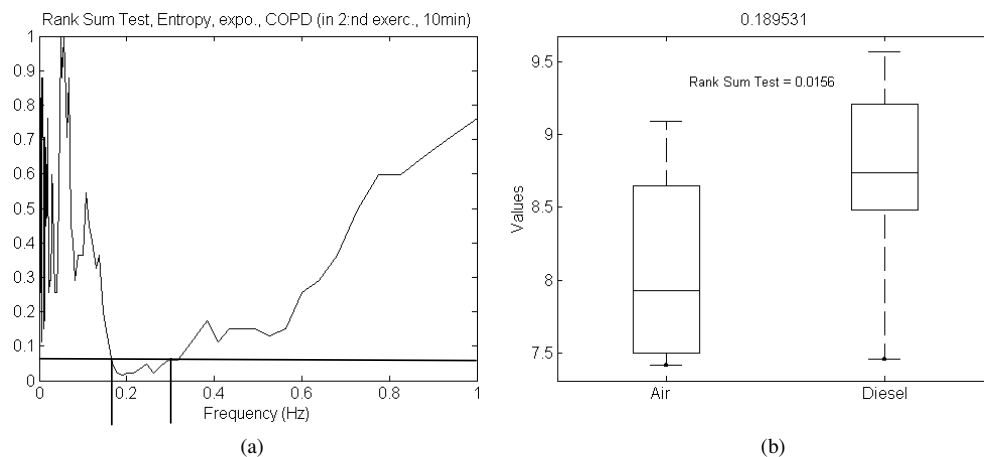 Rank Sum Test, Entropy, expo., COPD (in 2:nd exerc., 10min)
1
0.9
0.8
0.7
0.6
0.5
0.4
0.3
0.2
0.1
0
0 0.2 0.4 0.6 0.8 1
Frequency (Hz)
(a)
0.189531
Rank Sum Test = 0.0156
Values
9.5
9
8.5
8
7.5
Air Diesel
(b)